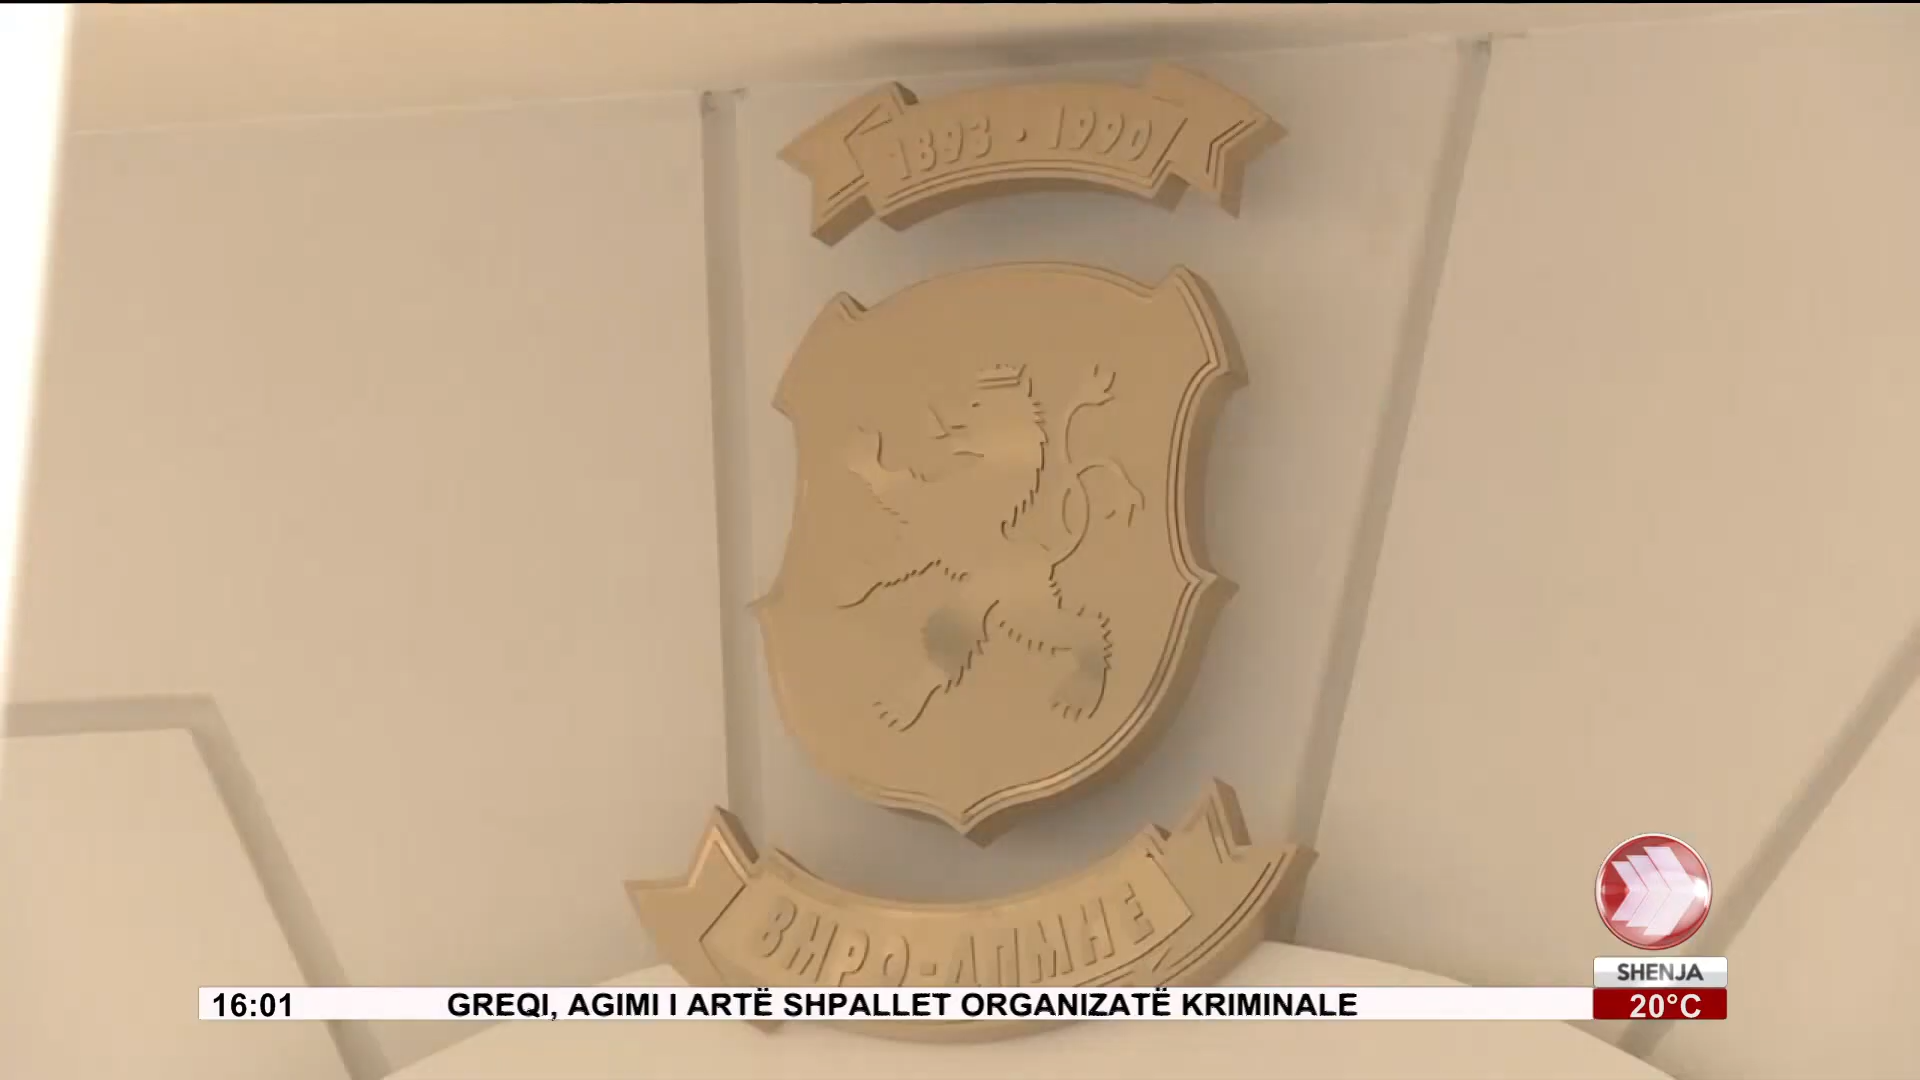 1893 · 1990
ВМРО-ДПМНЕ
SHENJA
16:01
GREQI, AGIMI I ARTË SHPALLET ORGANIZATË KRIMINALE
20°C